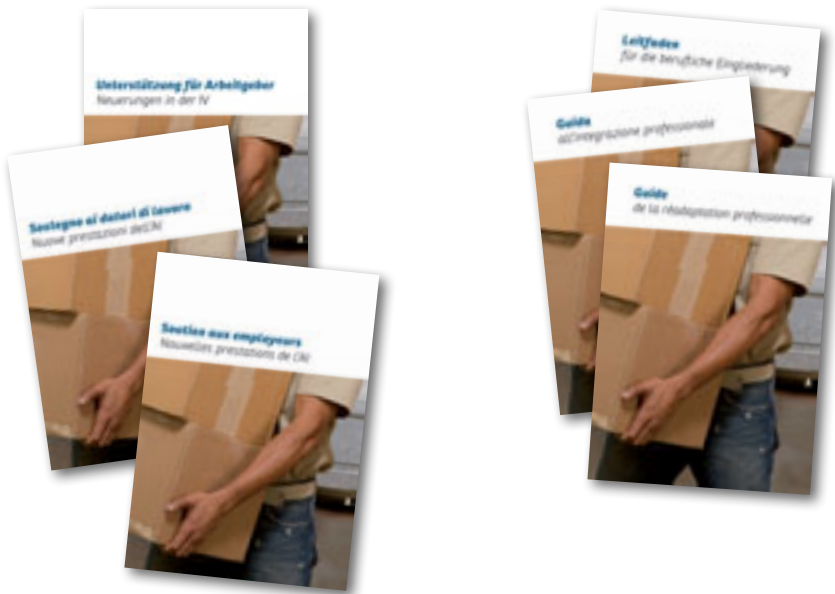 Unterstützung für Arbeitgeber
Neuerungen in der IV
Sostegno ai datori di lavoro
Nuove prestazioni dell'AI
Soutien aux employeurs
Nouvelles prestations de l'AI
Leitfaden
für die berufliche Eingliederung
Guida
all'integrazione professionale
Guide
de la réadaptation professionnelle